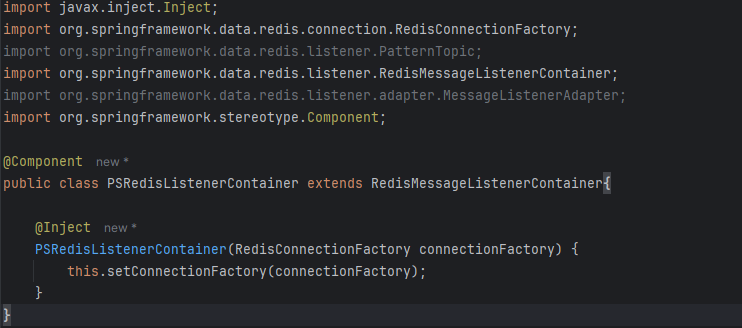 import javax.inject.Inject;
import org.springframework.data.redis.connection.RedisConnectionFactory;
import org.springframework.data.redis.listener.PatternTopic;
import org.springframework.data.redis.listener.RedisMessageListenerContainer;
import org.springframework.data.redis.listener.adapter.MessageListenerAdapter;
import org.springframework.stereotype.Component;

@Component new *
public class PSRedisListenerContainer extends RedisMessageListenerContainer{

    @Inject new *
    PSRedisListenerContainer(RedisConnectionFactory connectionFactory) {
        this.setConnectionFactory(connectionFactory);
    }
}